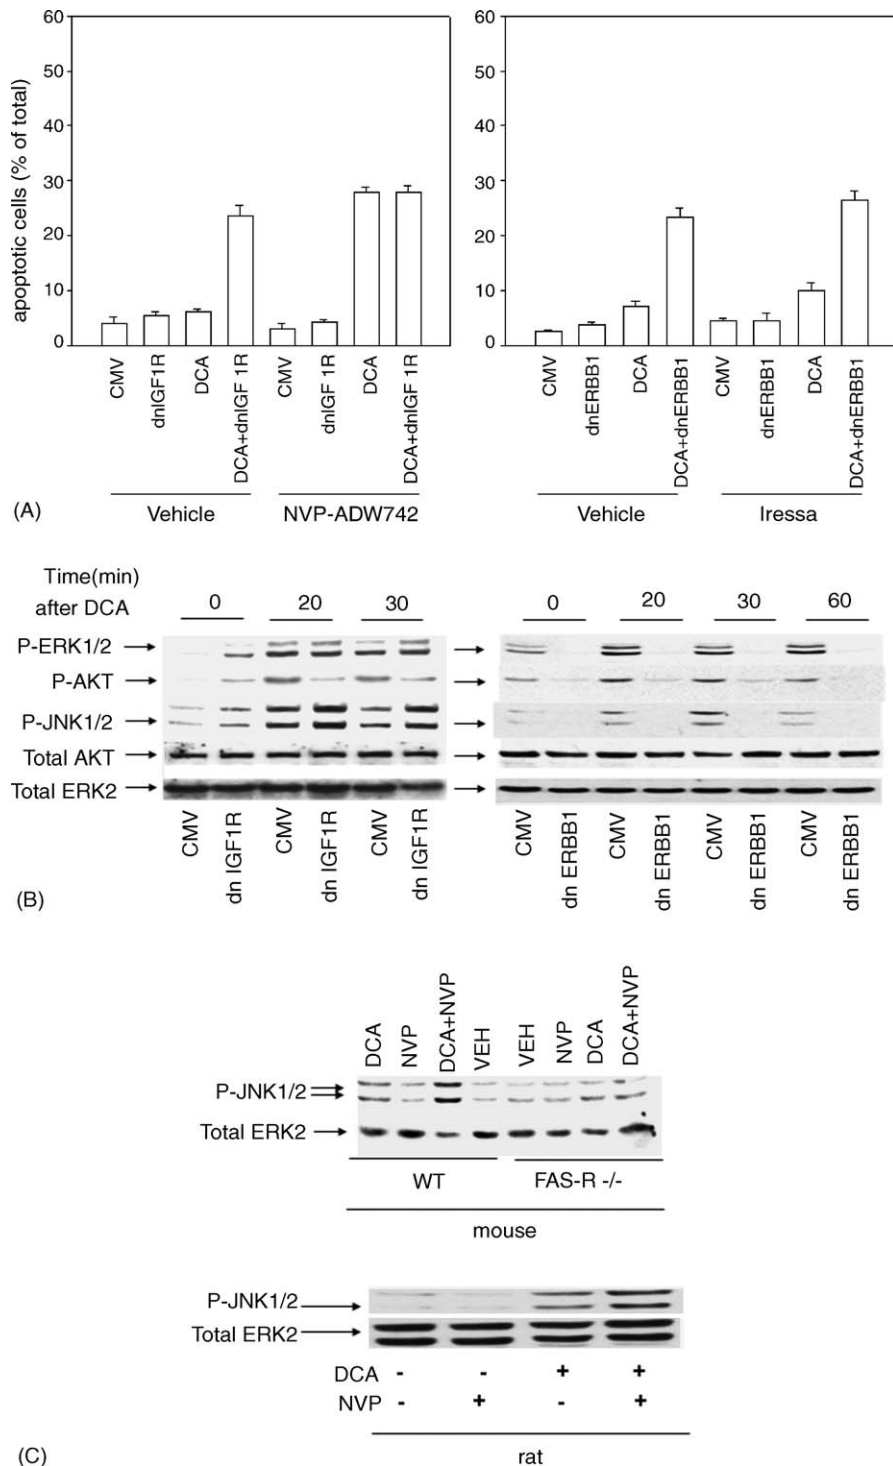 60
50
40
30
20
10
0
apoptotic cells (% of total)
CMV
dnIGF1R
DCA
DCA+dnIGF 1R
CMV
dnIGF 1R
DCA
DCA+dnIGF 1R
Vehicle
NVP-ADW742
60
50
40
30
20
10
0
CMV
dnERBB1
DCA
DCA+dnERBB1
CMV
dnERBB1
DCA
DCA+dnERBB1
Vehicle
Iressa
(A)
Time(min)
after DCA
0 20 30
0 20 30 60
P-ERK1/2
P-AKT
P-JNK1/2
Total AKT
Total ERK2
CMV
dn IGF1R
CMV
dn IGF1R
CMV
dn IGF1R
CMV
dn ERBB1
CMV
dn ERBB1
CMV
dn ERBB1
CMV
dn ERBB1
(B)
DCA
NVP
DCA+NVP
VEH
VEH
NVP
DCA
DCA+NVP
P-JNK1/2
Total ERK2
WT FAS-R -/-
mouse
P-JNK1/2
Total ERK2
DCA - - + +
NVP - + - +
rat
(C)